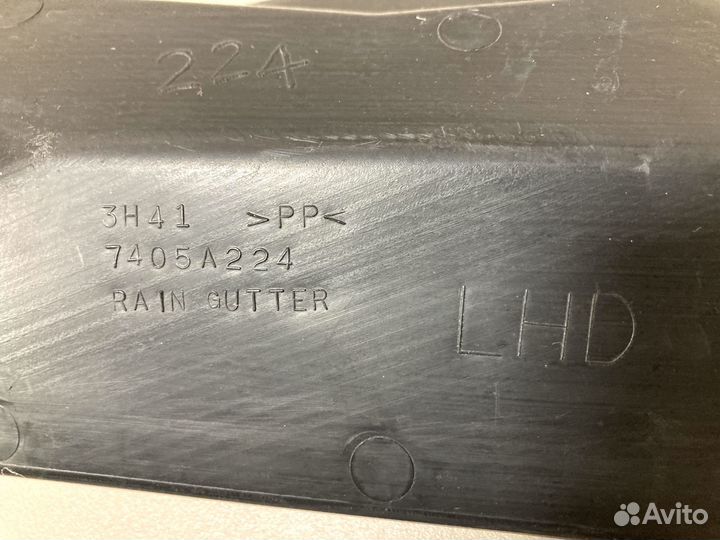 224
3H41 >PP<
7405A224
RAIN GUTTER
LHD
Avito